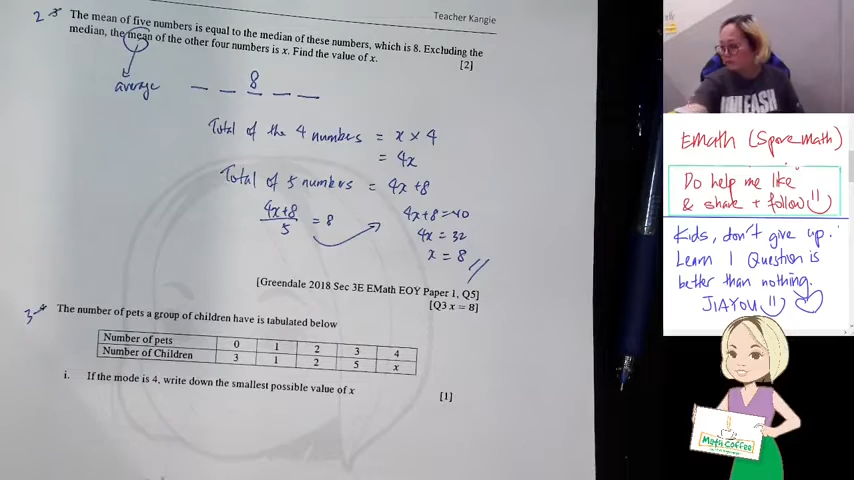 Teacher Kangie
2
The mean of five numbers is equal to the median of these numbers, which is 8. Excluding the
median, the mean of the other four numbers is x. Find the value of x.
[2]
average
8
Total of the 4 numbers = x × 4
= 4x
Total of 5 numbers = 4x+8
4x+8
5
= 8
4x+8=40
4x = 32
x = 8 //
[Greendale 2018 Sec 3E EMath EOY Paper 1, Q5]
[Q3 x = 8]
3
The number of pets a group of children have is tabulated below
Number of pets 0 1 2 3 4
Number of Children 3 1 2 5 x
i. If the mode is 4, write down the smallest possible value of x
[1]
UNLEASH
EMath (Spore Math)
Do help me like
& share + follow
Kids, don't give up.
Learn 1 Question is
better than nothing.
JIAYOU
Math Coffee